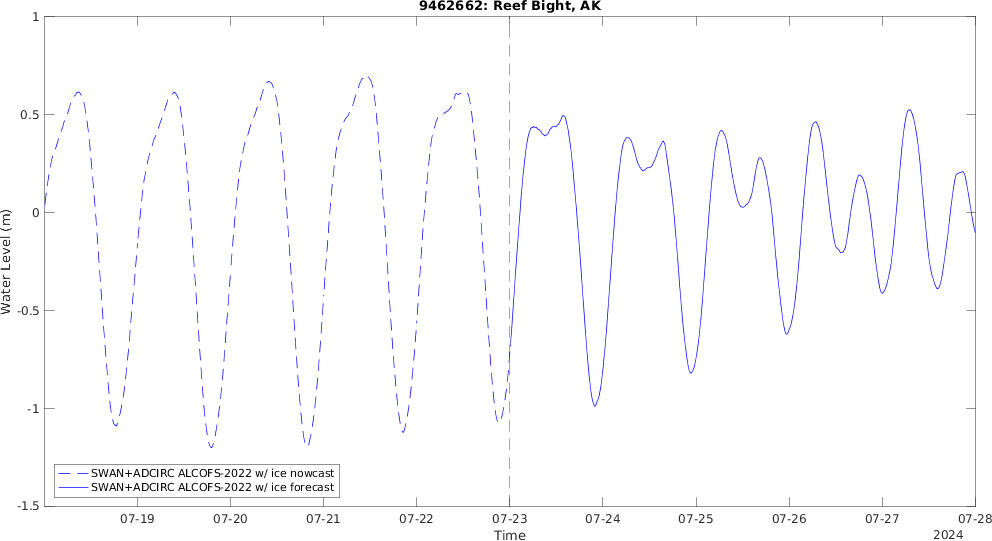 9462662: Reef Bight, AK
1
0.5
0
-0.5
-1
-1.5
Water Level (m)
SWAN+ADCIRC ALCOFS-2022 w/ ice nowcast
SWAN+ADCIRC ALCOFS-2022 w/ ice forecast
07-19 07-20 07-21 07-22 07-23 07-24 07-25 07-26 07-27 07-28
Time
2024